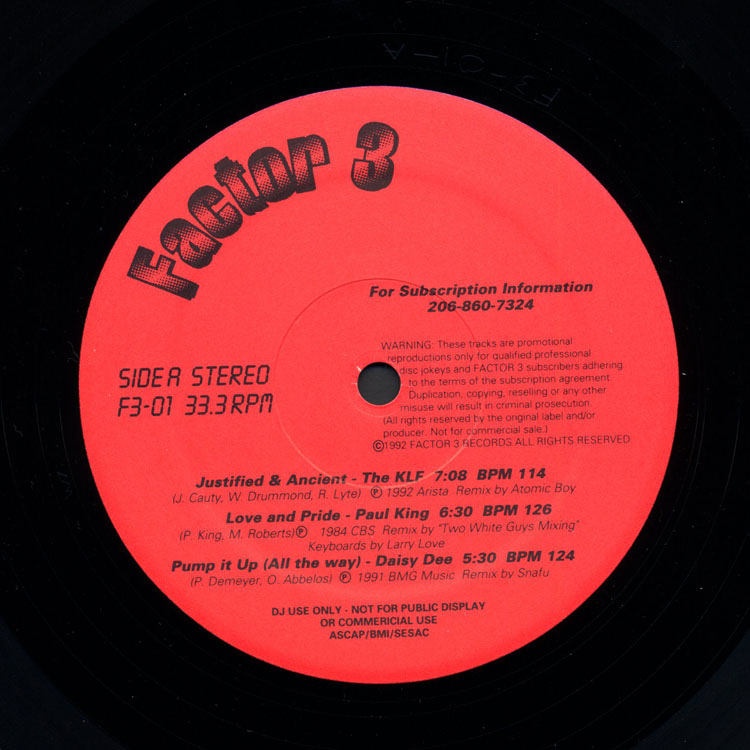 F3-01-A
Factor 3
For Subscription Information
206-860-7324
WARNING: These tracks are promotional
reproductions only for qualified professional
disc jokeys and FACTOR 3 subscribers adhering
to the terms of the subscription agreement.
Duplication, copying, reselling or any other
misuse will result in criminal prosecution.
(All rights reserved by the original label and/or
producer. Not for commercial sale.)
©1992 FACTOR 3 RECORDS ALL RIGHTS RESERVED
SIDE A STEREO
F3-01 33.3 RPM
Justified & Ancient - The KLF 7:08 BPM 114
(J. Cauty, W. Drummond, R. Lyte) ℗ 1992 Arista Remix by Atomic Boy
Love and Pride - Paul King 6:30 BPM 126
(P. King, M. Roberts)℗ 1984 CBS Remix by "Two White Guys Mixing"
Keyboards by Larry Love
Pump it Up (All the way) - Daisy Dee 5:30 BPM 124
(P. Demeyer, O. Abbelos) ℗ 1991 BMG Music Remix by Snafu
DJ USE ONLY - NOT FOR PUBLIC DISPLAY
OR COMMERICIAL USE
ASCAP/BMI/SESAC